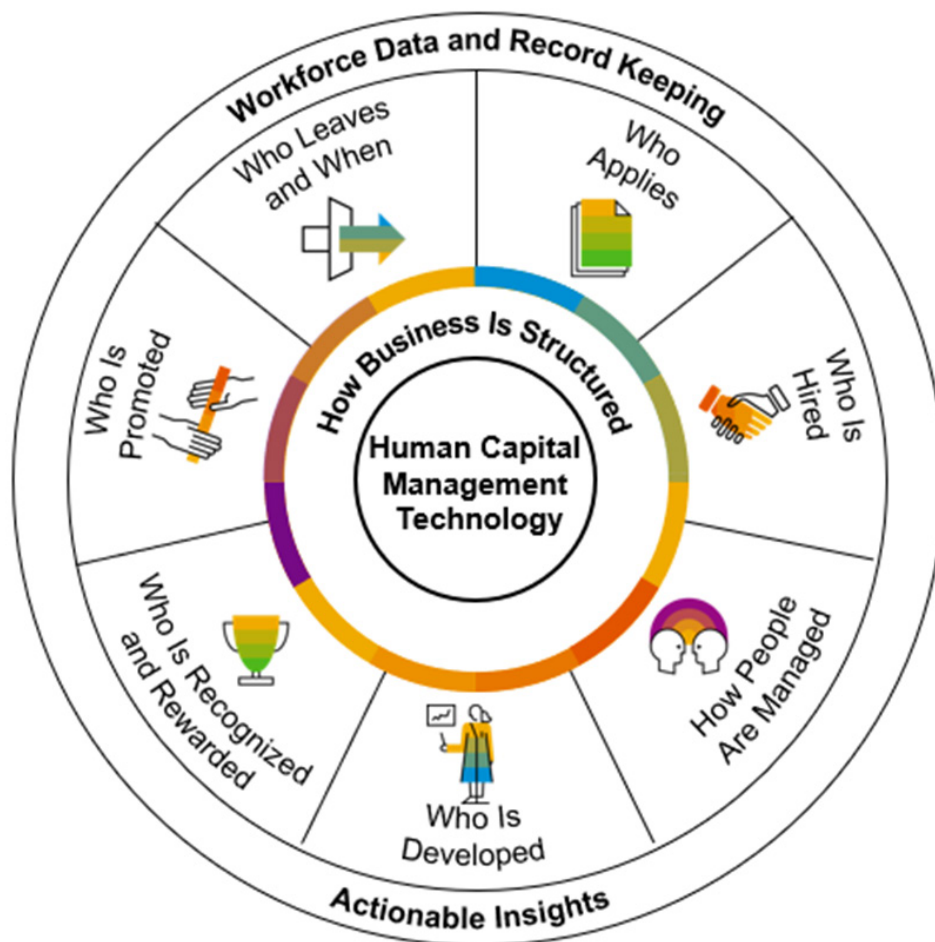 Workforce Data and Record Keeping
Who Leaves
and When
Who
Applies
Who Is
Hired
How People
Are Managed
Who Is
Developed
Who Is Recognized
and Rewarded
Who Is
Promoted
How Business Is Structured
Human Capital
Management
Technology
Actionable Insights